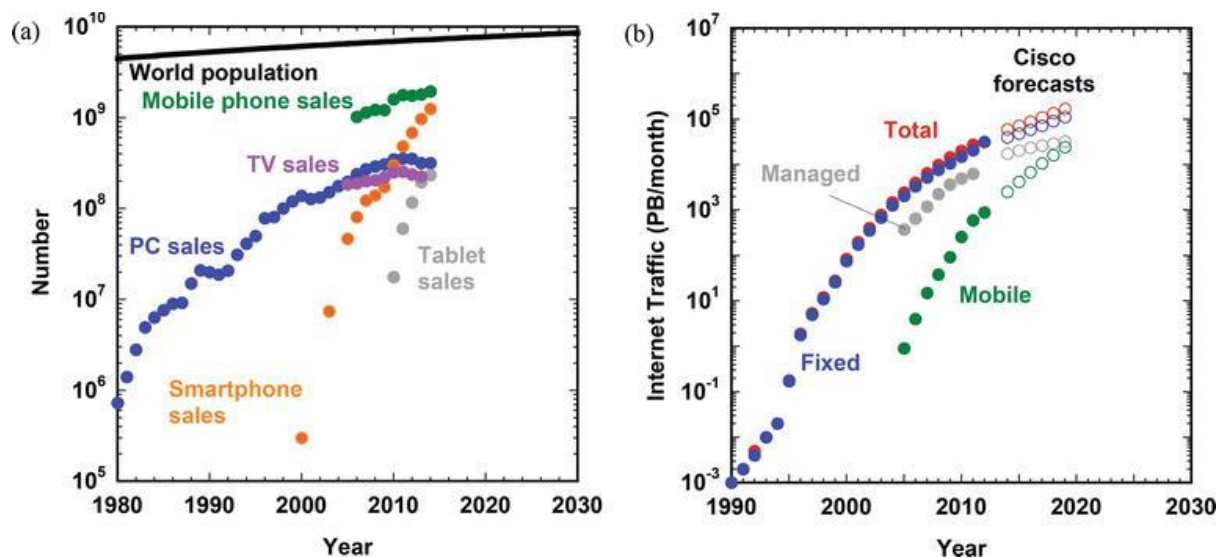 (a)
10^10
10^9
10^8
10^7
10^6
10^5
Number
World population
Mobile phone sales
TV sales
PC sales
Tablet
sales
Smartphone
sales
1980 1990 2000 2010 2020 2030
Year
(b)
10^7
10^5
10^3
10^1
10^-1
10^-3
Internet Traffic (PB/month)
Cisco
forecasts
Total
Managed
Mobile
Fixed
1990 2000 2010 2020 2030
Year